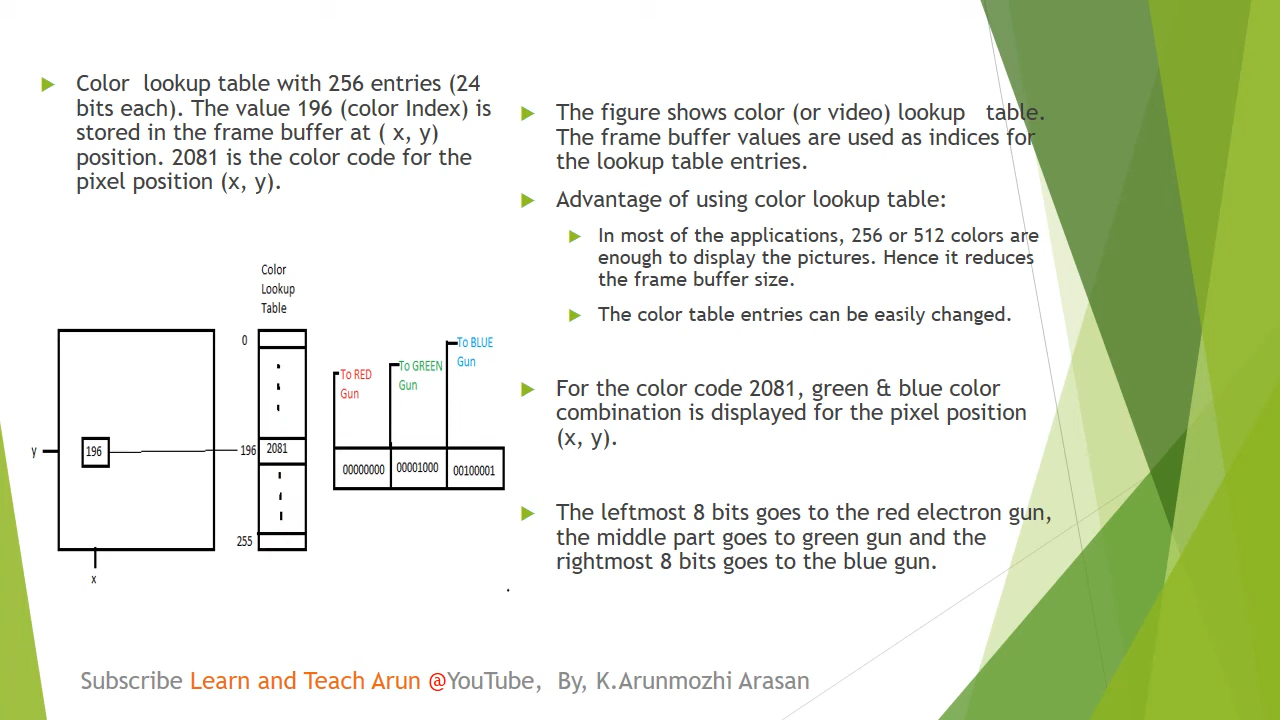 Color  lookup table with 256 entries (24
bits each). The value 196 (color Index) is
stored in the frame buffer at ( x, y)
position. 2081 is the color code for the
pixel position (x, y).
Color
Lookup
Table
0
196
196
2081
255
y
x
To RED
Gun
To GREEN
Gun
To BLUE
Gun
00000000
00001000
00100001
The figure shows color (or video) lookup   table.
The frame buffer values are used as indices for
the lookup table entries.
Advantage of using color lookup table:
In most of the applications, 256 or 512 colors are
enough to display the pictures. Hence it reduces
the frame buffer size.
The color table entries can be easily changed.
For the color code 2081, green & blue color
combination is displayed for the pixel position
(x, y).
The leftmost 8 bits goes to the red electron gun,
the middle part goes to green gun and the
rightmost 8 bits goes to the blue gun.
.
Subscribe Learn and Teach Arun @YouTube,  By, K.Arunmozhi Arasan